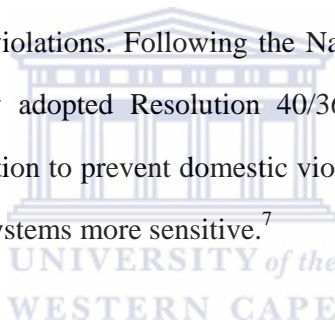 violations. Following the Na
adopted Resolution 40/36
tion to prevent domestic vio
ystems more sensitive.7
UNIVERSITY of the
WESTERN CAPE